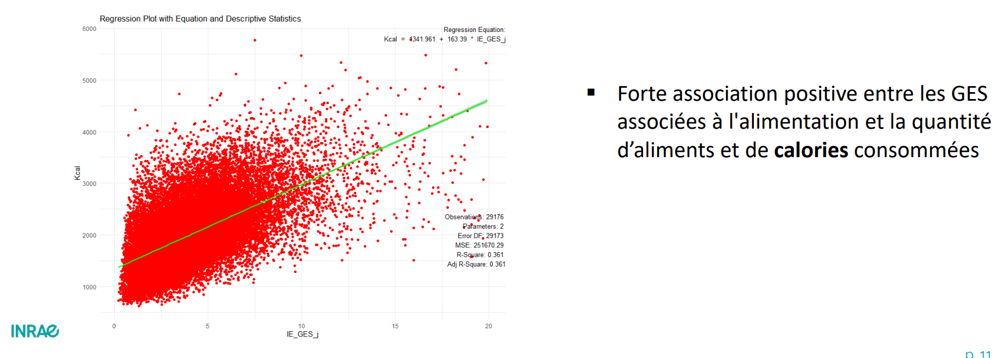 Regression Plot with Equation and Descriptive Statistics
Regression Equation:
Kcal = 1341.961 + 163.39 * IE_GES_j
6000
5000
4000
3000
2000
1000
Kcal
Observations: 29176
Parameters: 2
Error DF: 29173
MSE: 251670.29
R-Square: 0.361
Adj R-Square: 0.361
0 5 10 15 20
IE_GES_j
▪ Forte association positive entre les GES
associées à l'alimentation et la quantité
d’aliments et de calories consommées
INRAE
p. 11